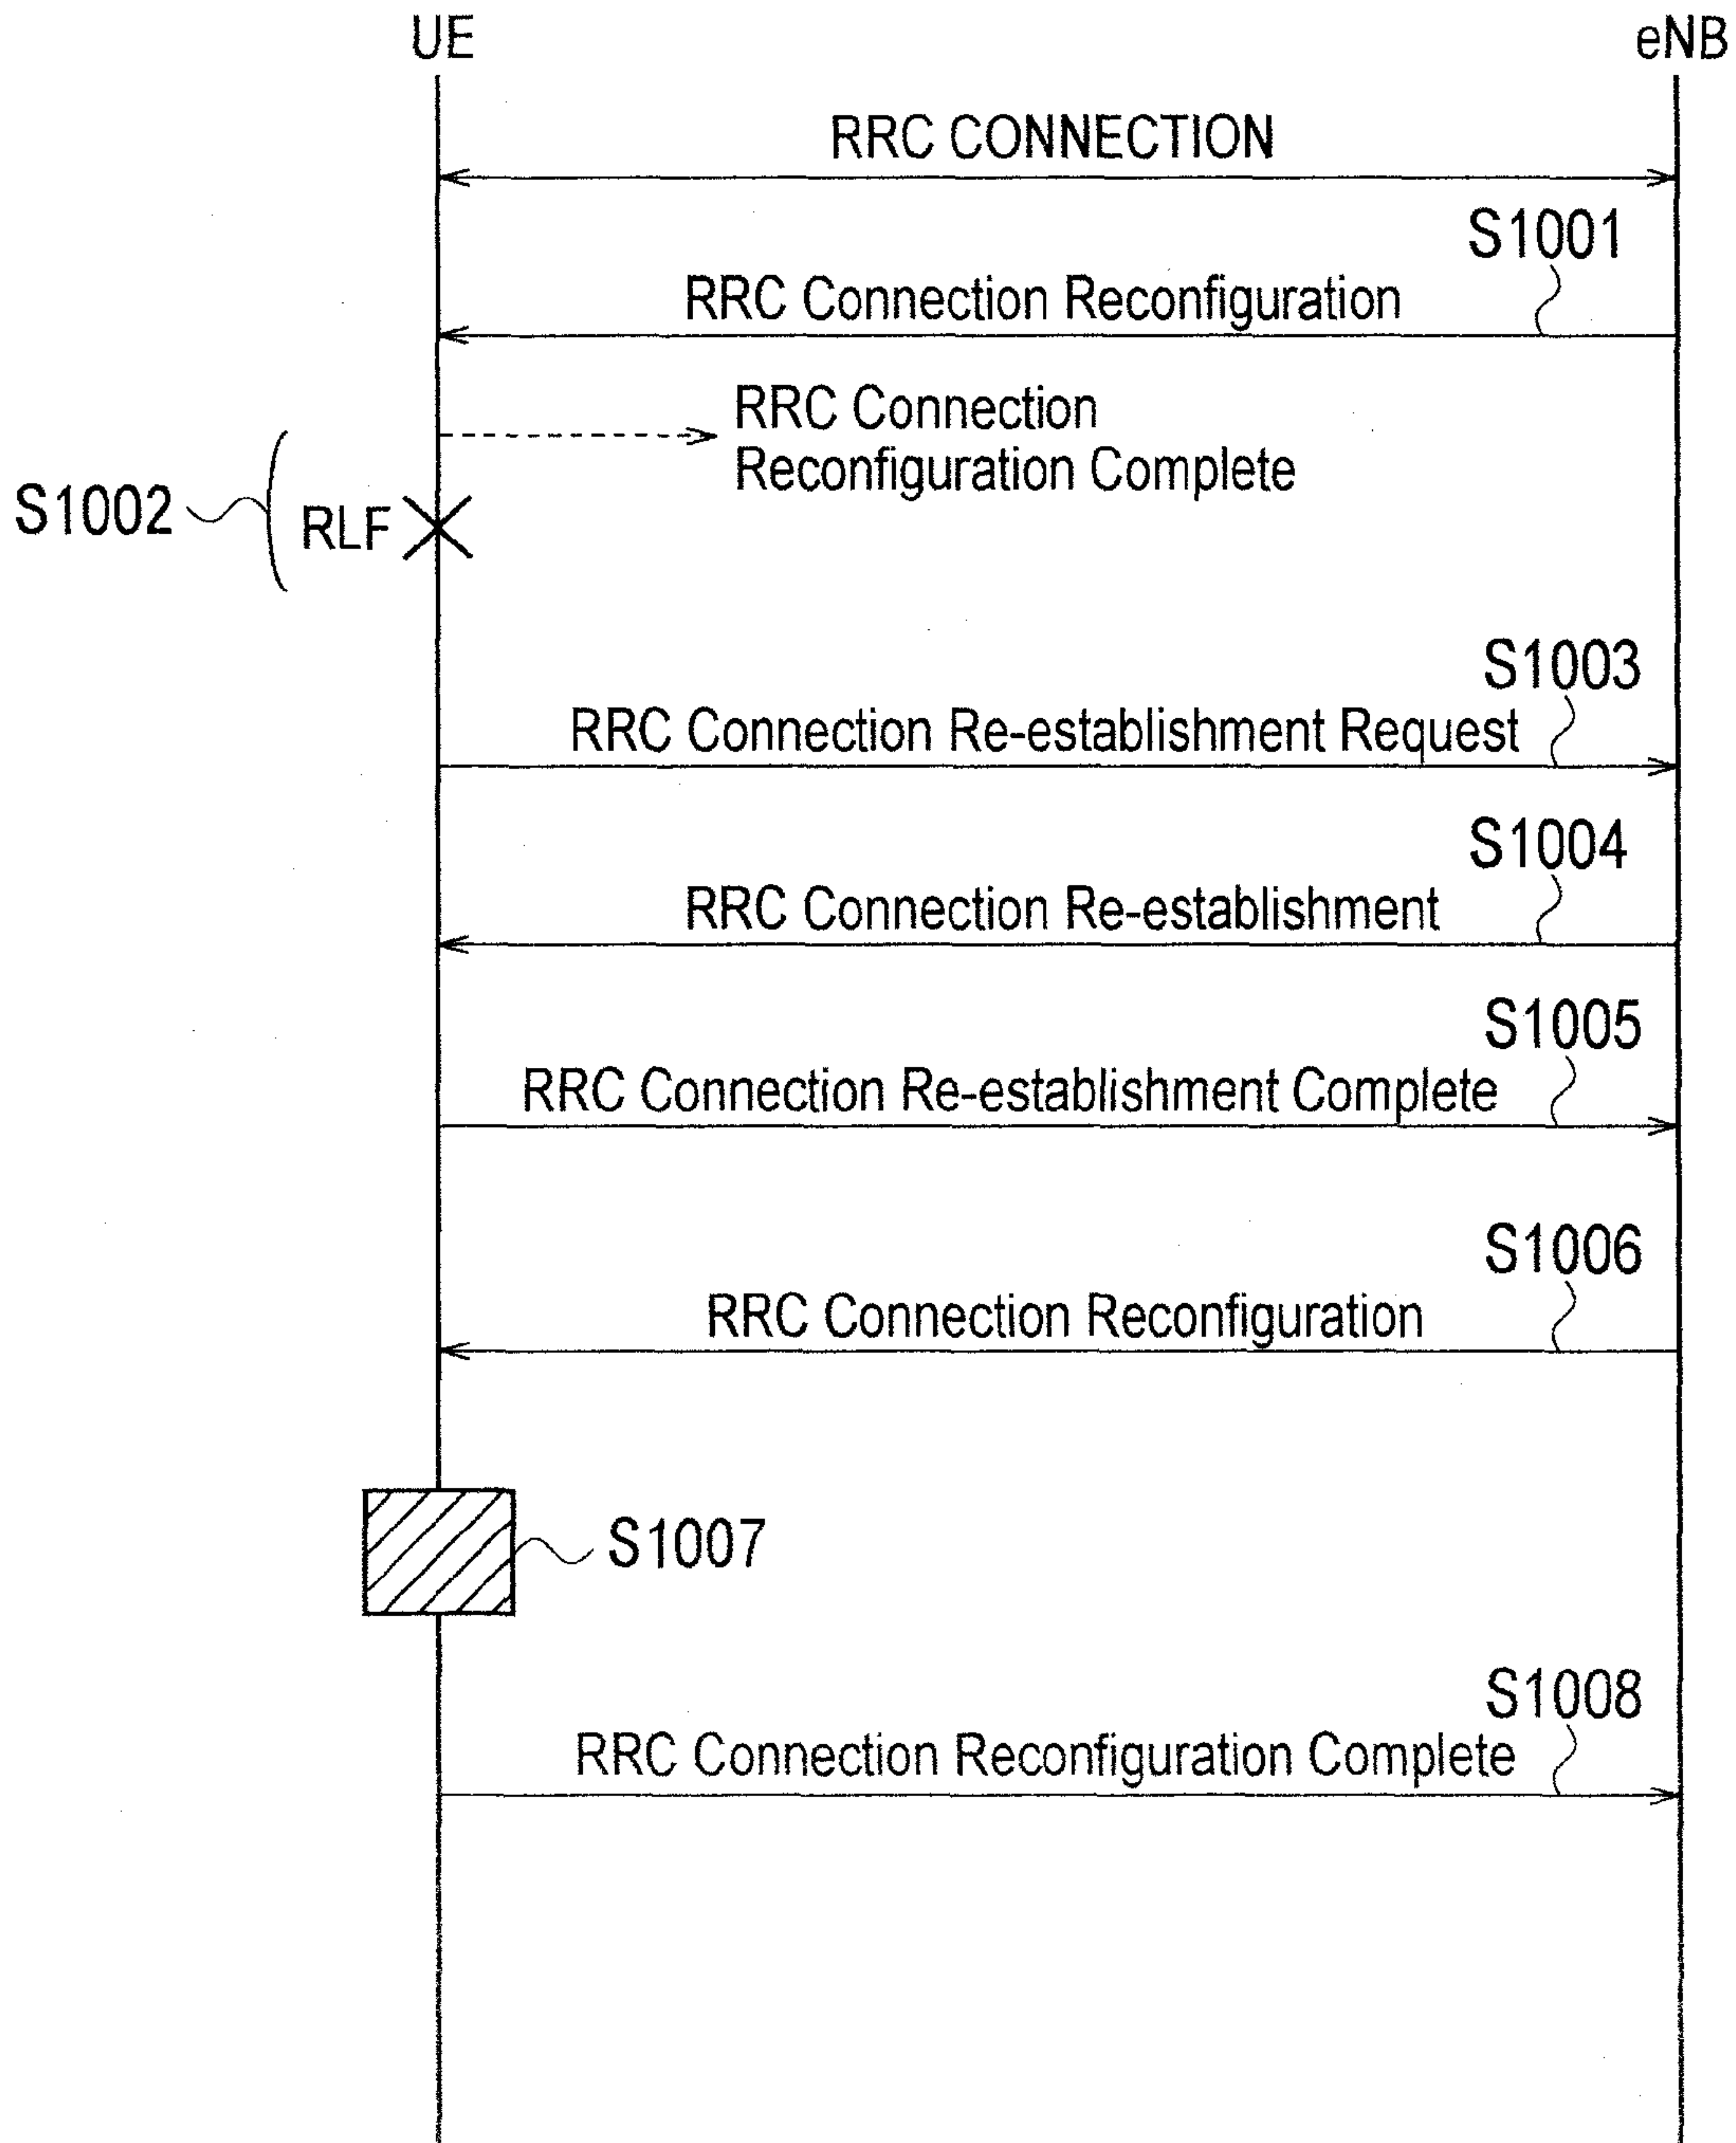 UE
eNB
RRC CONNECTION
S1001
RRC Connection Reconfiguration
RRC Connection
Reconfiguration Complete
S1002
RLF
S1003
RRC Connection Re-establishment Request
S1004
RRC Connection Re-establishment
S1005
RRC Connection Re-establishment Complete
S1006
RRC Connection Reconfiguration
S1007
S1008
RRC Connection Reconfiguration Complete